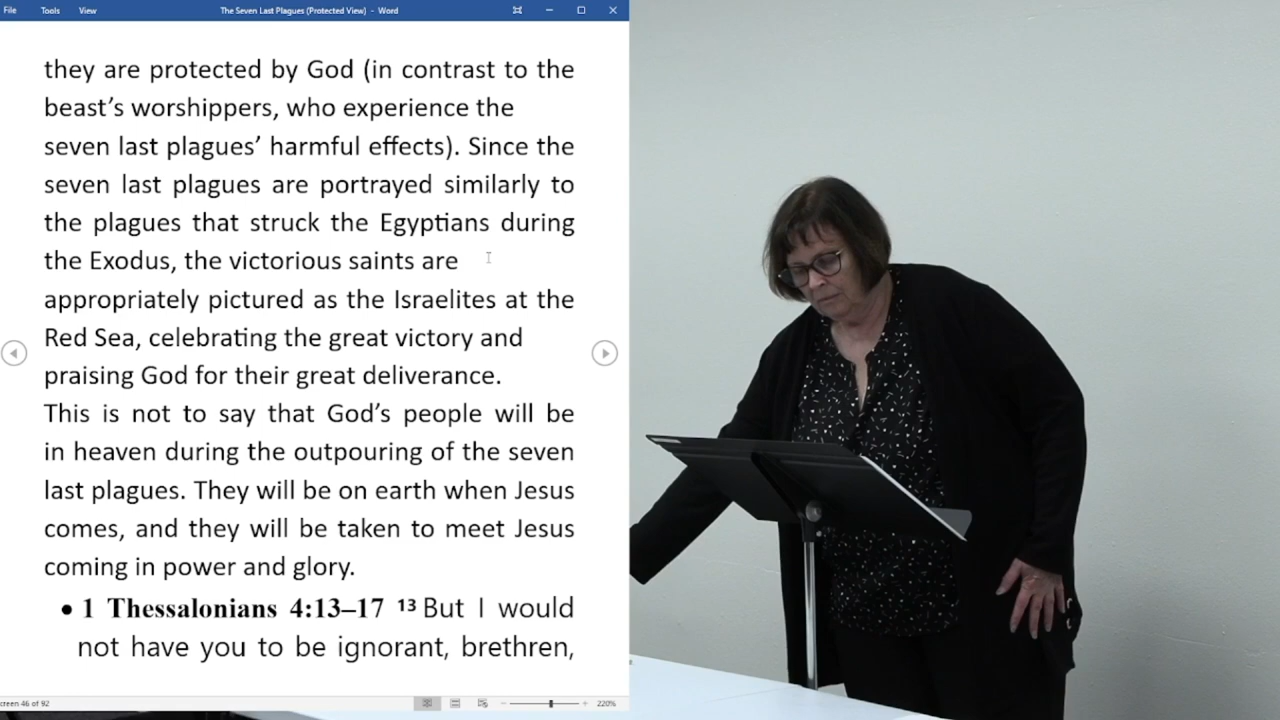 File Tools View The Seven Last Plagues (Protected View) - Word
they are protected by God (in contrast to the
beast's worshippers, who experience the
seven last plagues' harmful effects). Since the
seven last plagues are portrayed similarly to
the plagues that struck the Egyptians during
the Exodus, the victorious saints are
appropriately pictured as the Israelites at the
Red Sea, celebrating the great victory and
praising God for their great deliverance.
This is not to say that God's people will be
in heaven during the outpouring of the seven
last plagues. They will be on earth when Jesus
comes, and they will be taken to meet Jesus
coming in power and glory.
• 1 Thessalonians 4:13–17 ¹³ But I would
not have you to be ignorant, brethren,
creen 46 of 92 220%